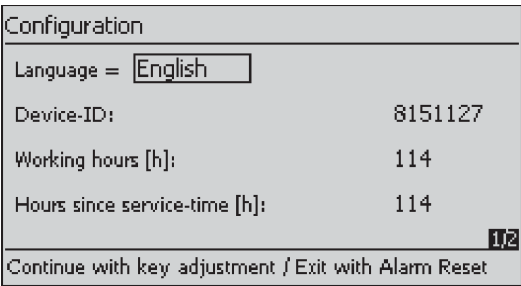 Configuration
Language = English
Device-ID: 8151127
Working hours [h]: 114
Hours since service-time [h]: 114
1/2
Continue with key adjustment / Exit with Alarm Reset